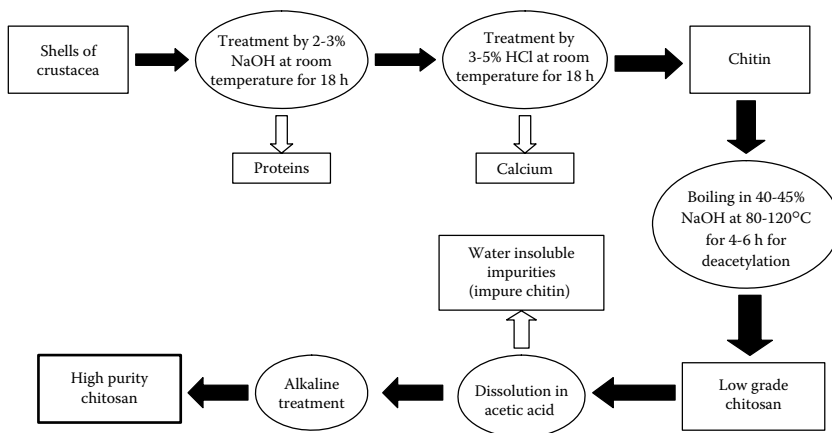 Shells of
crustacea
Treatment by 2-3%
NaOH at room
temperature for 18 h
Treatment by
3-5% HCl at room
temperature for 18 h
Chitin
Proteins
Calcium
Boiling in 40-45%
NaOH at 80-120°C
for 4-6 h for
deacetylation
Water insoluble
impurities
(impure chitin)
High purity
chitosan
Alkaline
treatment
Dissolution in
acetic acid
Low grade
chitosan